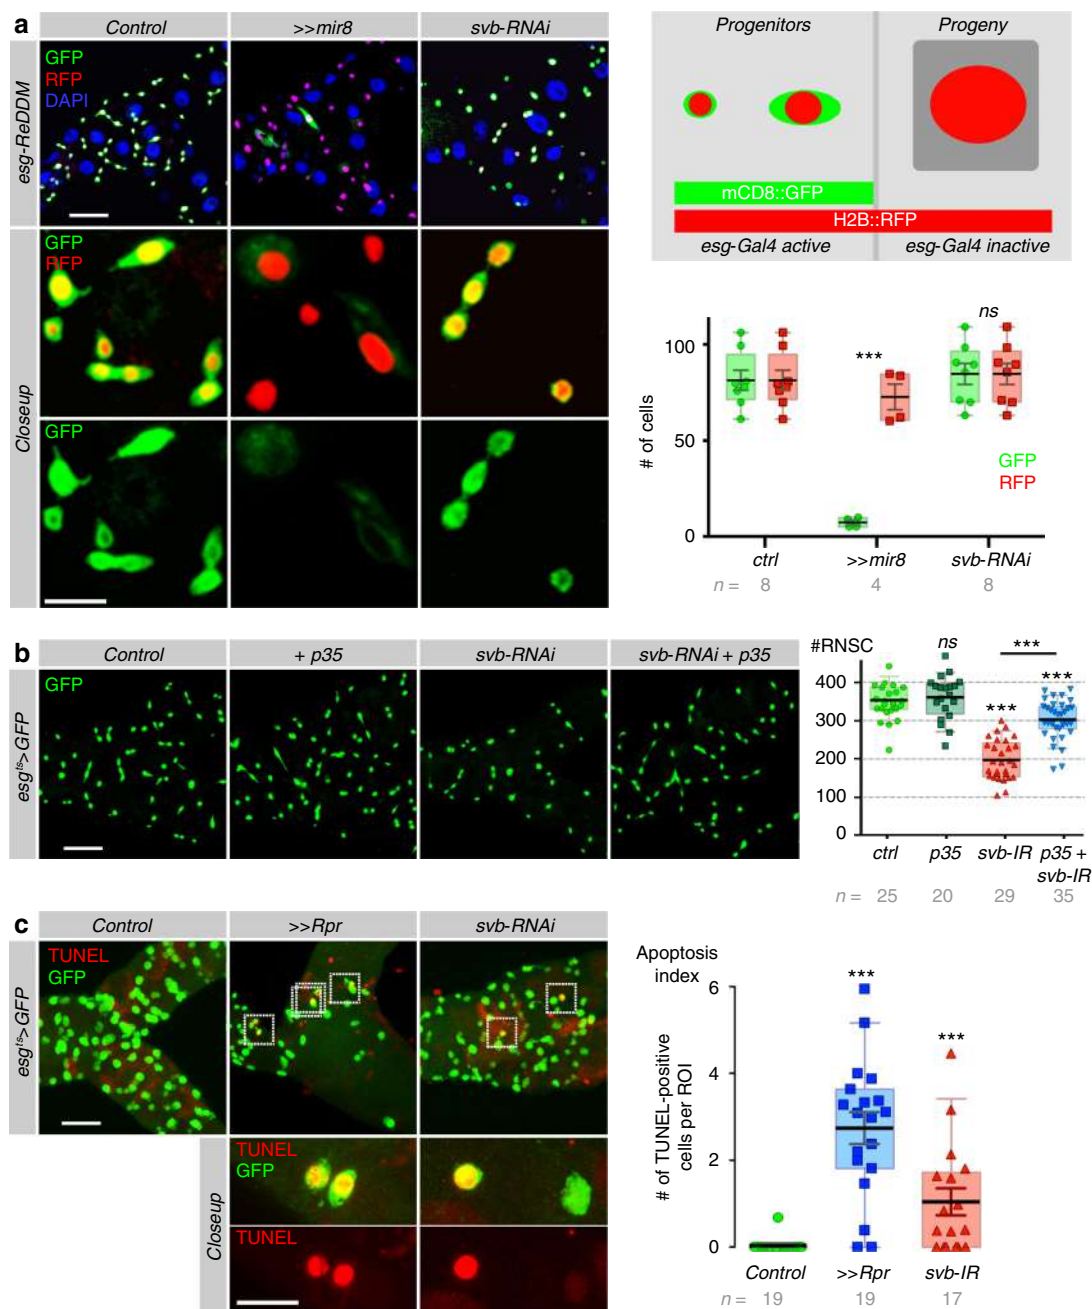 a
Control
>>mir8
svb-RNAi
esg-ReDDM
GFP
RFP
DAPI
Closeup
GFP
RFP
GFP
Progenitors
Progeny
mCD8::GFP
H2B::RFP
esg-Gal4 active
esg-Gal4 inactive
# of cells
100
50
0
***
ns
GFP
RFP
ctrl
>>mir8
svb-RNAi
n = 8
4
8
b
Control
+ p35
svb-RNAi
svb-RNAi + p35
esgts>GFP
GFP
#RNSC
400
300
200
100
0
ns
***
***
***
ctrl
p35
svb-IR
p35 +
svb-IR
n = 25
20
29
35
c
Control
>>Rpr
svb-RNAi
esgts>GFP
TUNEL
GFP
Closeup
TUNEL
GFP
TUNEL
Apoptosis
index
# of TUNEL-positive
cells per ROI
6
4
2
0
***
***
Control
>>Rpr
svb-IR
n = 19
19
17